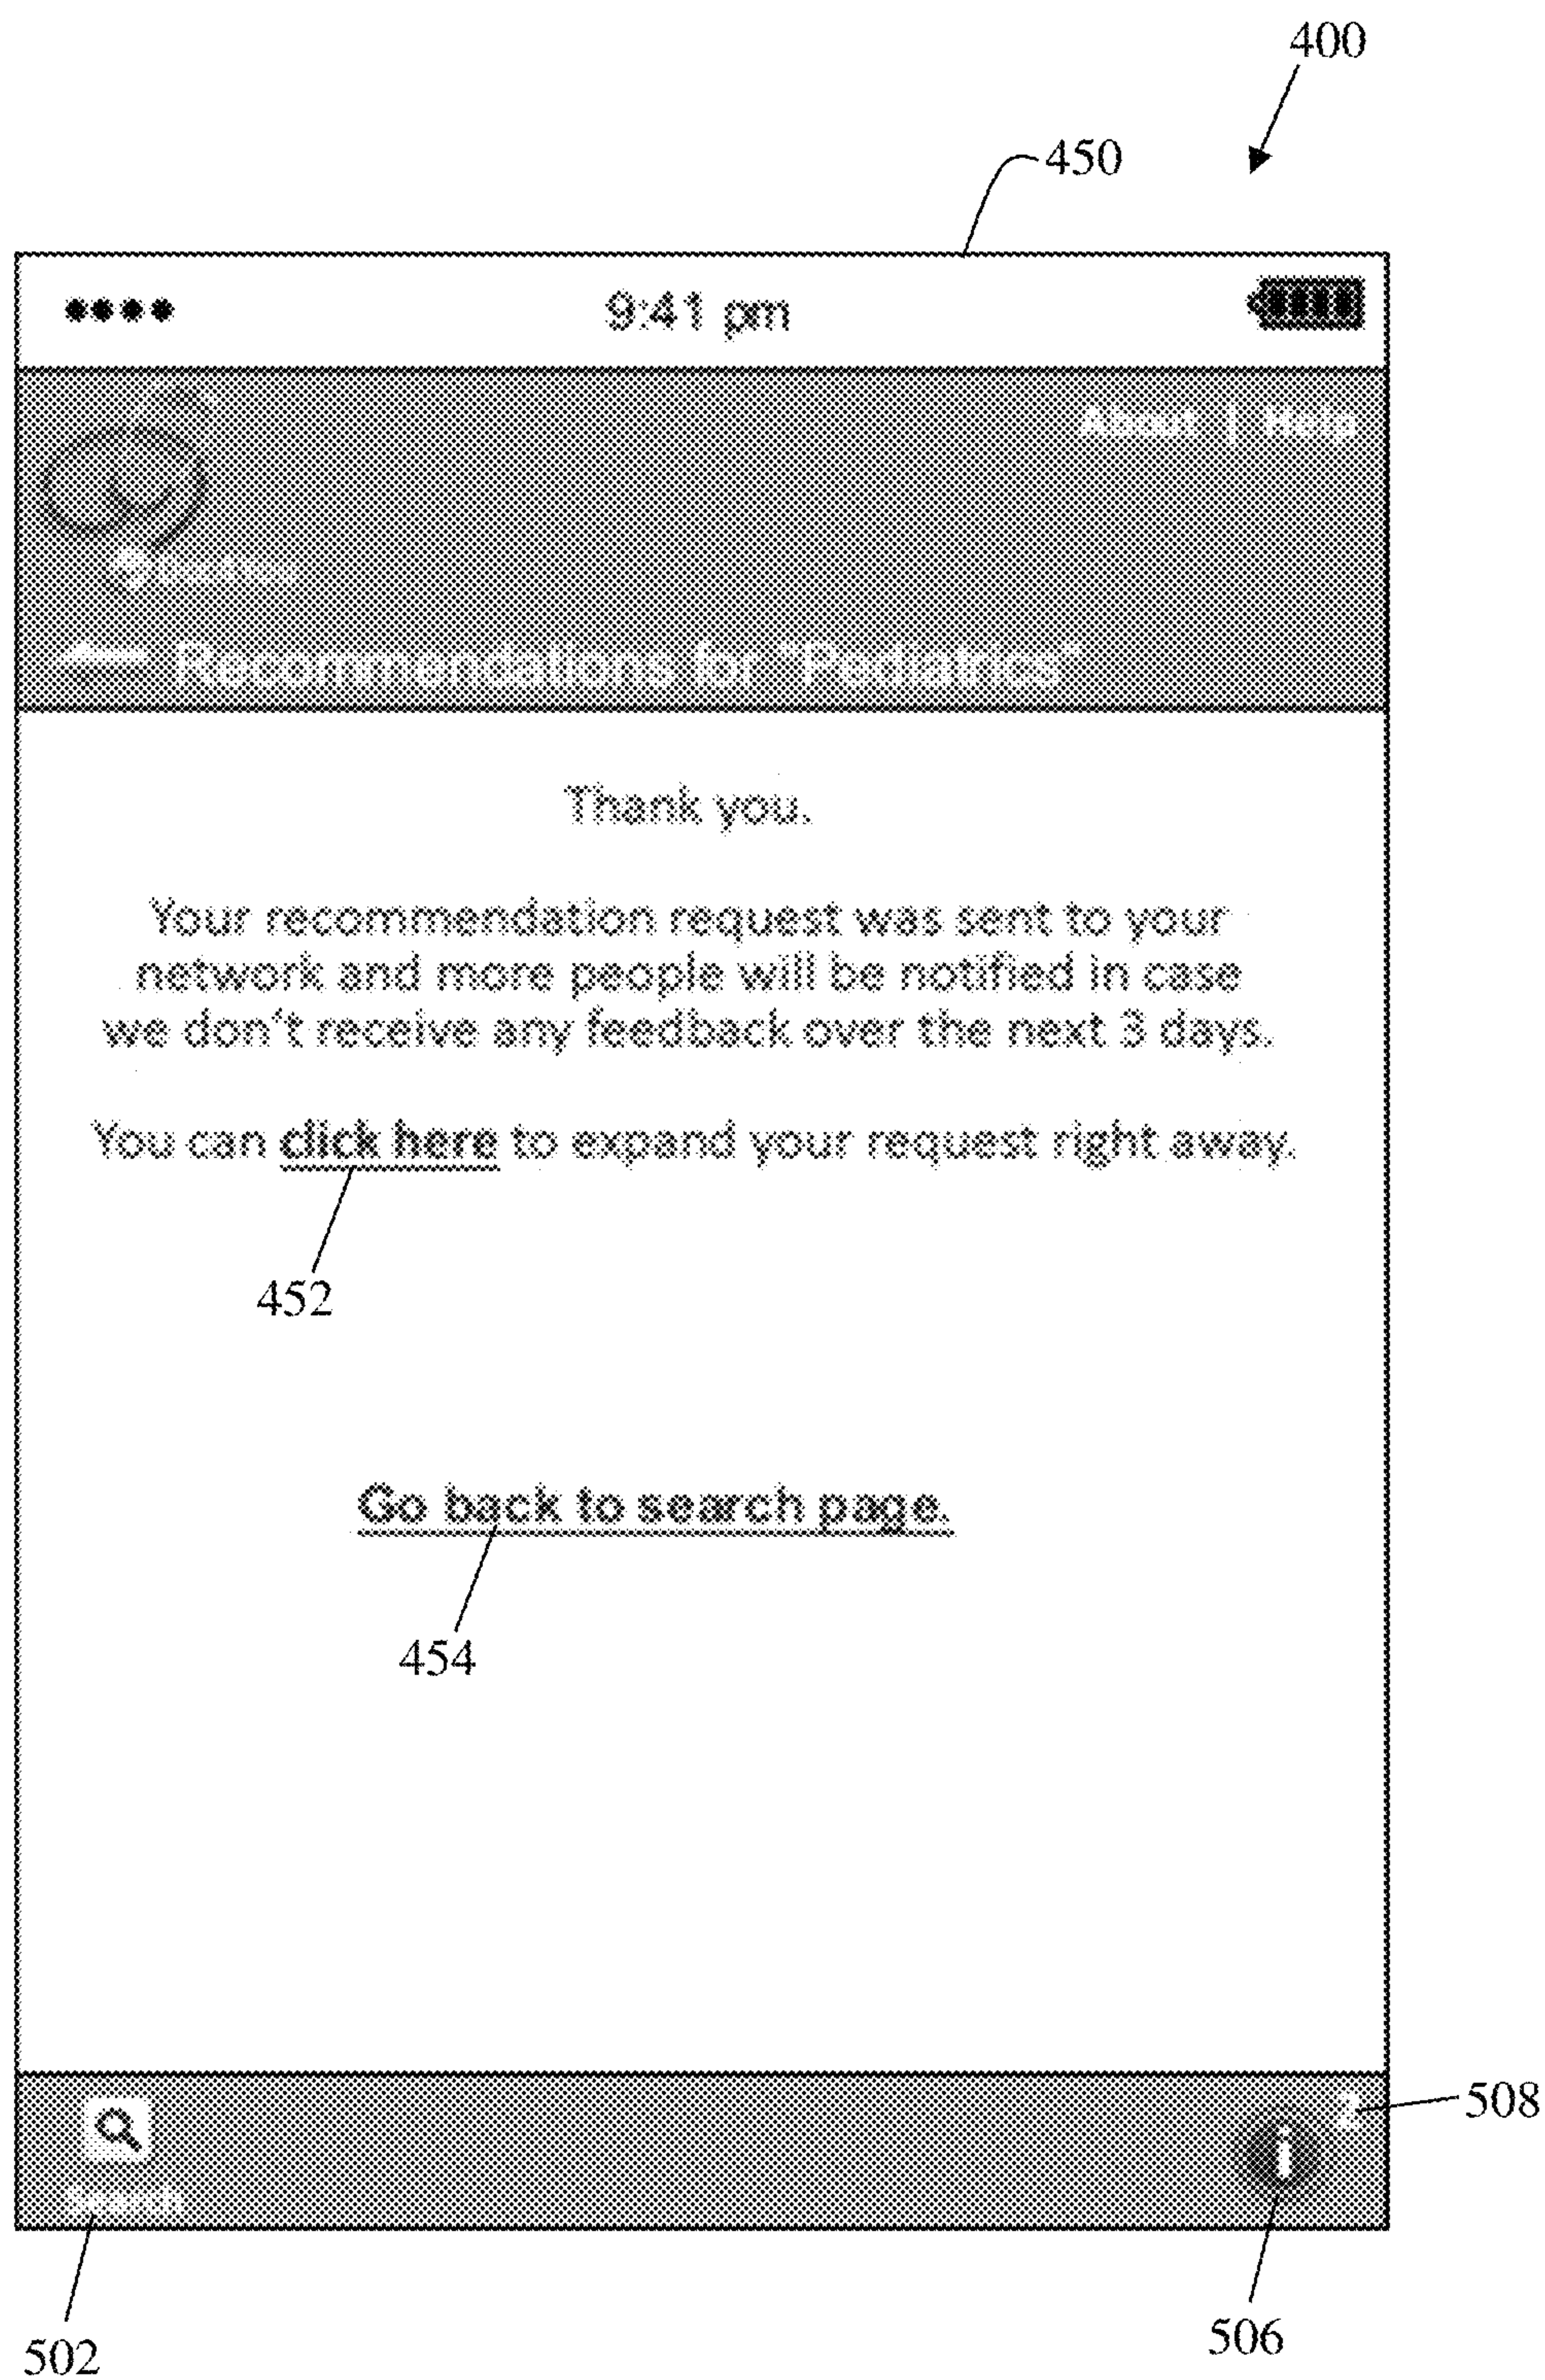 400
450
9:41 pm
About | Help
Recommendations for "Pediatrics"
Thank you.
Your recommendation request was sent to your
network and more people will be notified in case
we don't receive any feedback over the next 3 days.
You can click here to expand your request right away.
452
Go back to search page.
454
2
508
i
Search
502
506